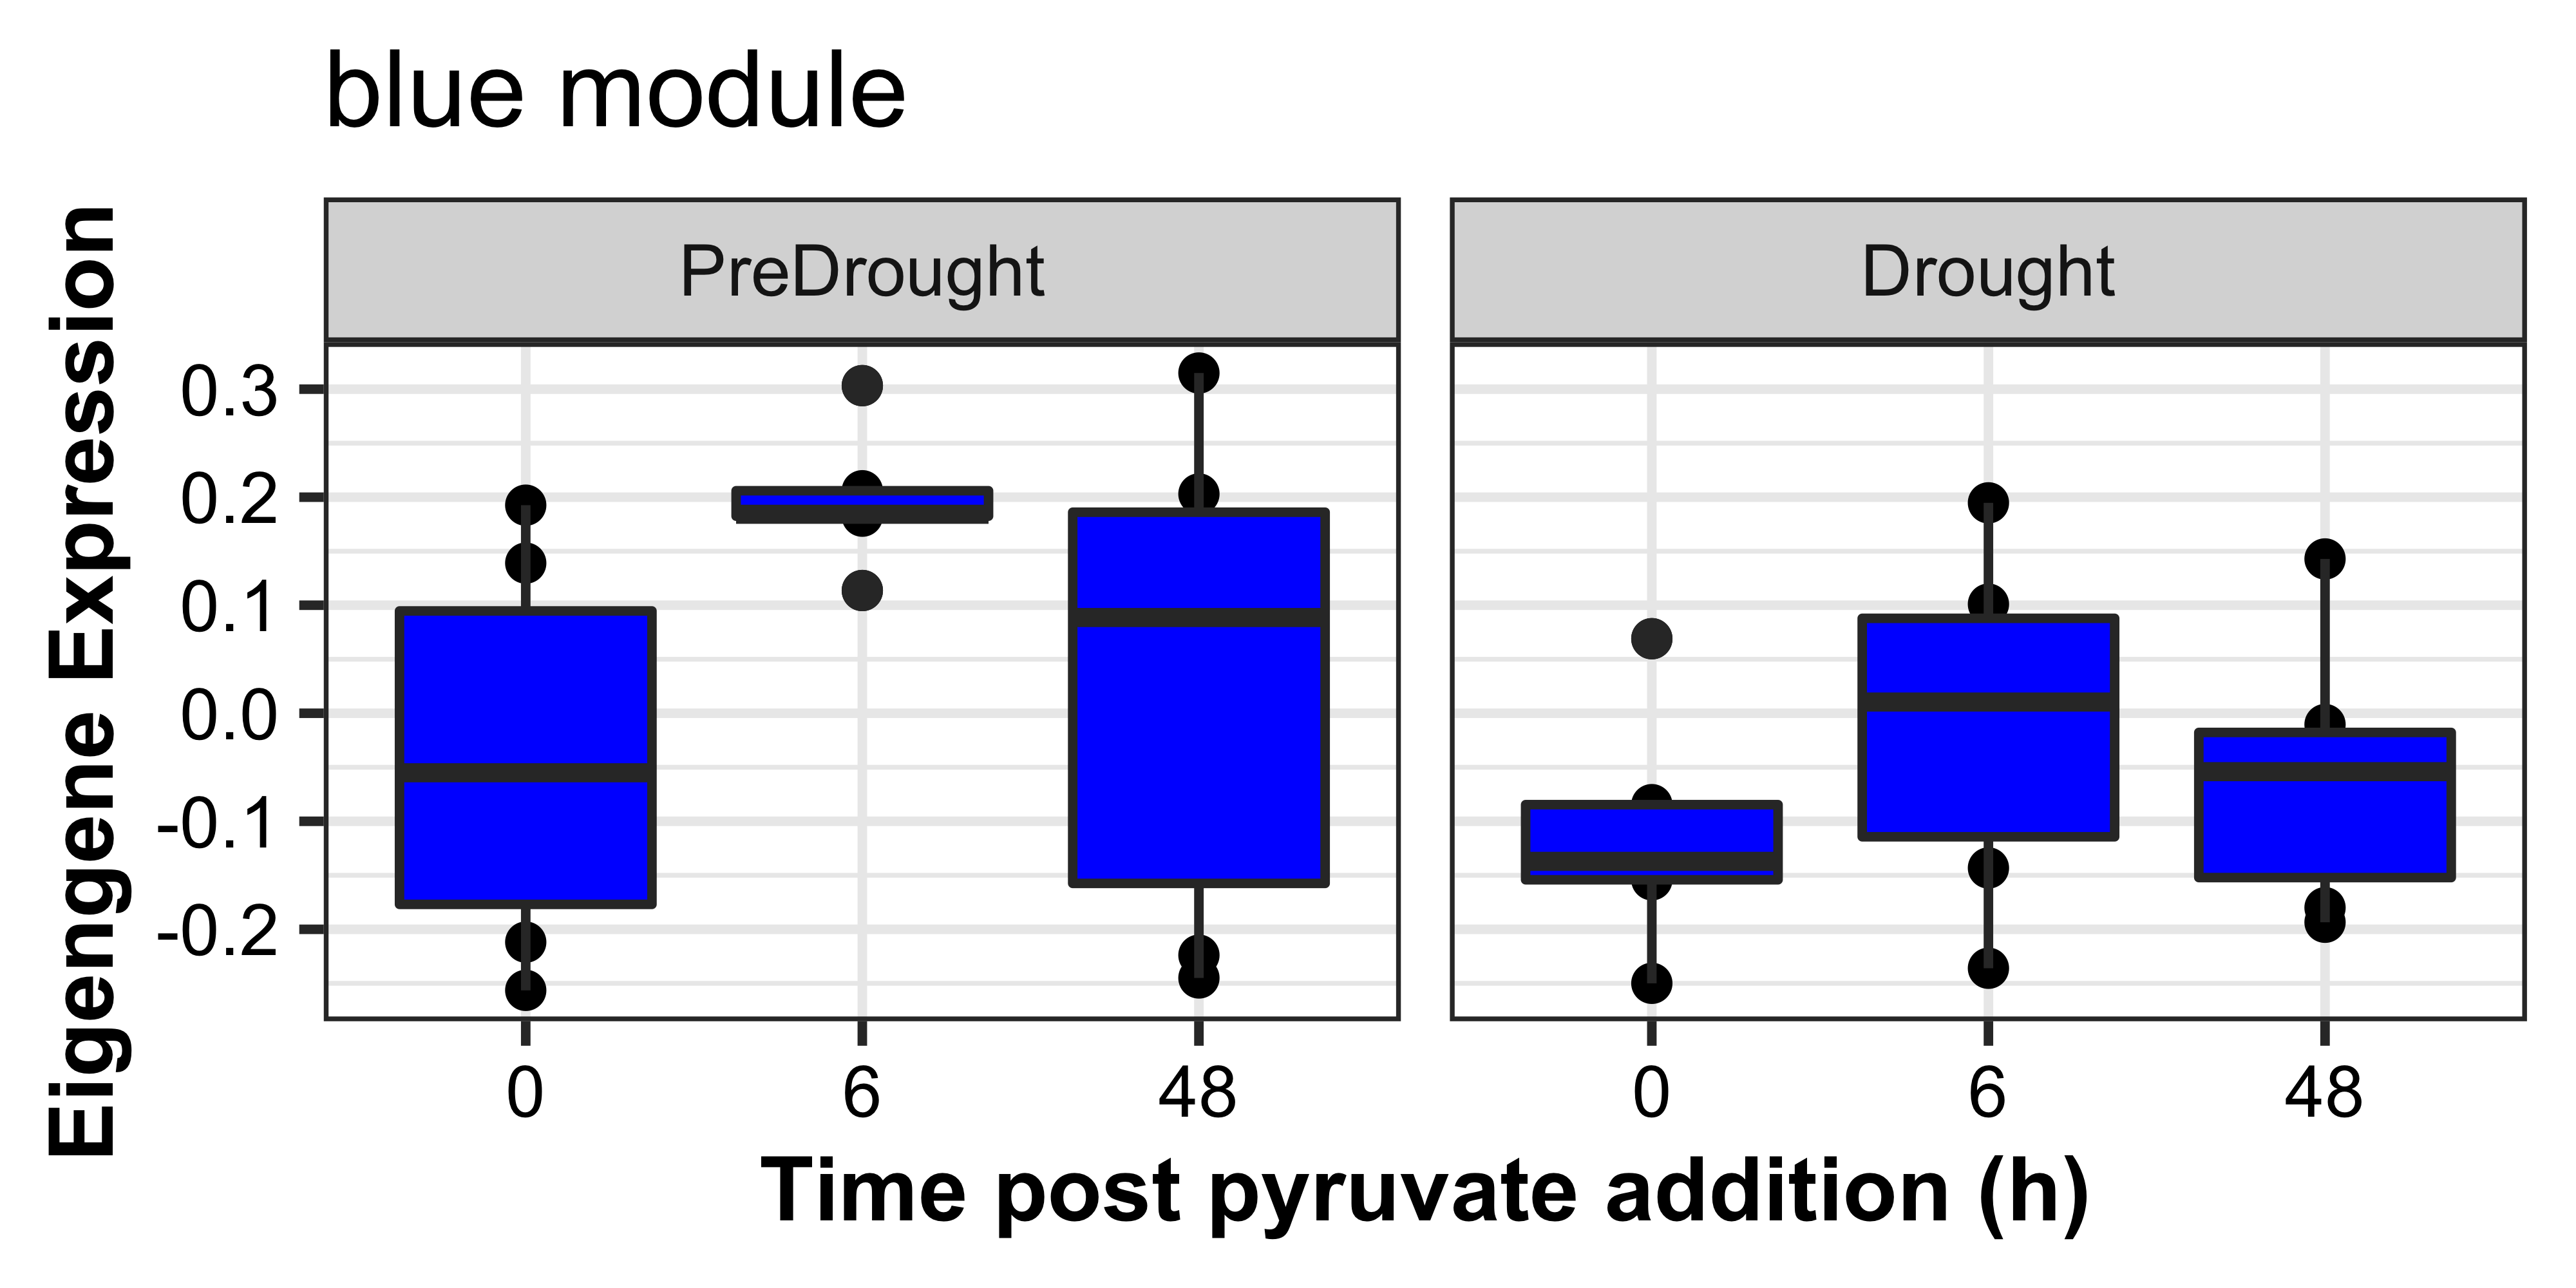 blue module
PreDrought
Drought
Eigengene Expression
0.3
0.2
0.1
0.0
-0.1
-0.2
0 6 48
0 6 48
Time post pyruvate addition (h)